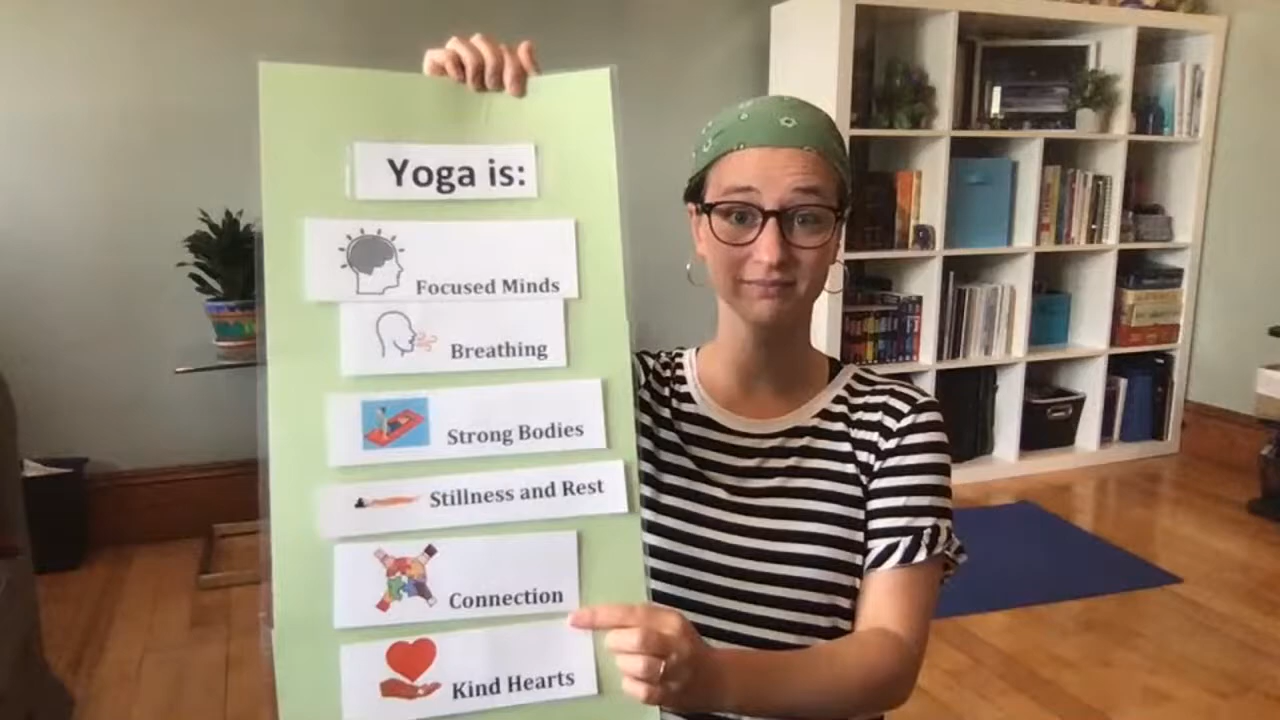 Yoga is:
Focused Minds
Breathing
Strong Bodies
Stillness and Rest
Connection
Kind Hearts